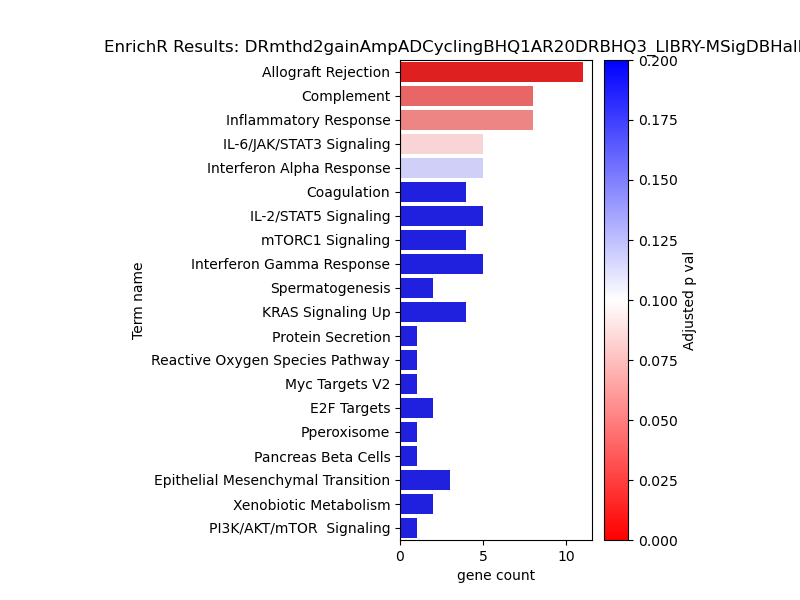 EnrichR Results: DRmthd2gainAmpADCyclingBHQ1AR20DRBHQ3_LIBRY-MSigDBHall
Term name
Allograft Rejection
Complement
Inflammatory Response
IL-6/JAK/STAT3 Signaling
Interferon Alpha Response
Coagulation
IL-2/STAT5 Signaling
mTORC1 Signaling
Interferon Gamma Response
Spermatogenesis
KRAS Signaling Up
Protein Secretion
Reactive Oxygen Species Pathway
Myc Targets V2
E2F Targets
Pperoxisome
Pancreas Beta Cells
Epithelial Mesenchymal Transition
Xenobiotic Metabolism
PI3K/AKT/mTOR  Signaling
0 5 10
gene count
0.200
0.175
0.150
0.125
0.100
0.075
0.050
0.025
0.000
Adjusted p val